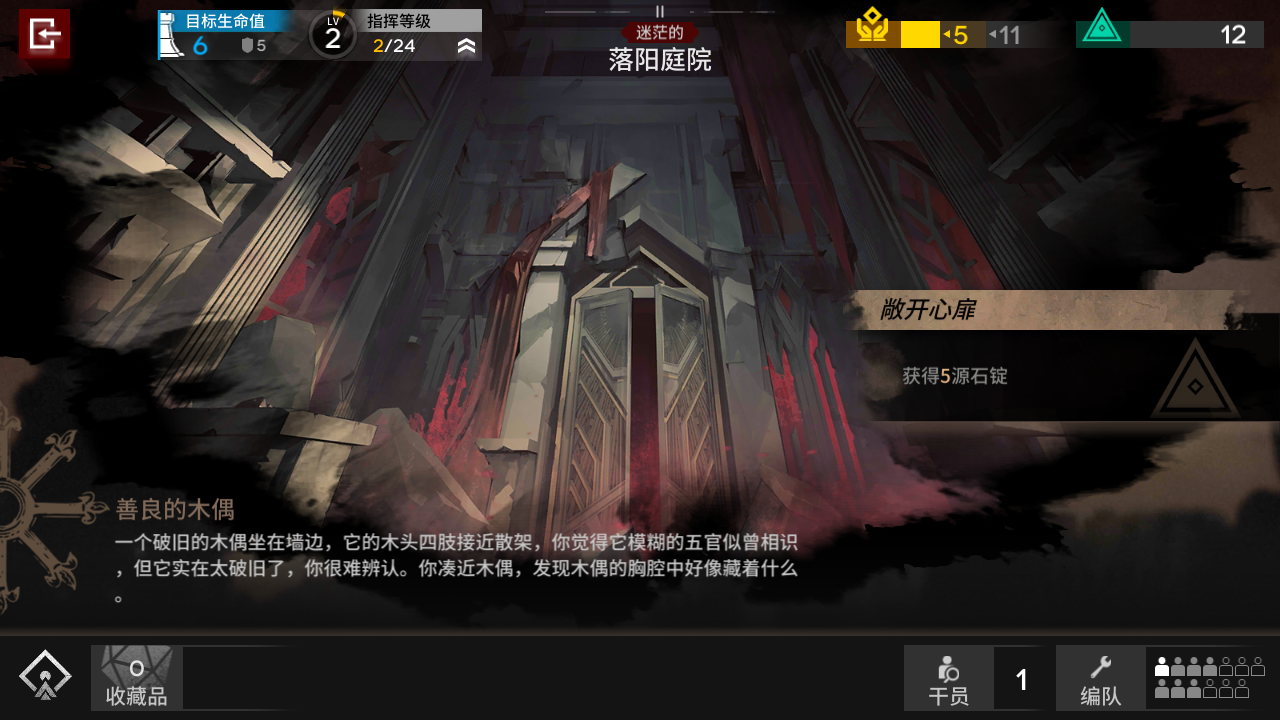 目标生命值
6
5
LV
2
指挥等级
2/24
迷茫的
落阳庭院
5
11
12
敞开心扉
获得5源石锭
善良的木偶
一个破旧的木偶坐在墙边，它的木头四肢接近散架，你觉得它模糊的五官似曾相识
，但它实在太破旧了，你很难辨认。你凑近木偶，发现木偶的胸腔中好像藏着什么
。
0
收藏品
干员
1
编队